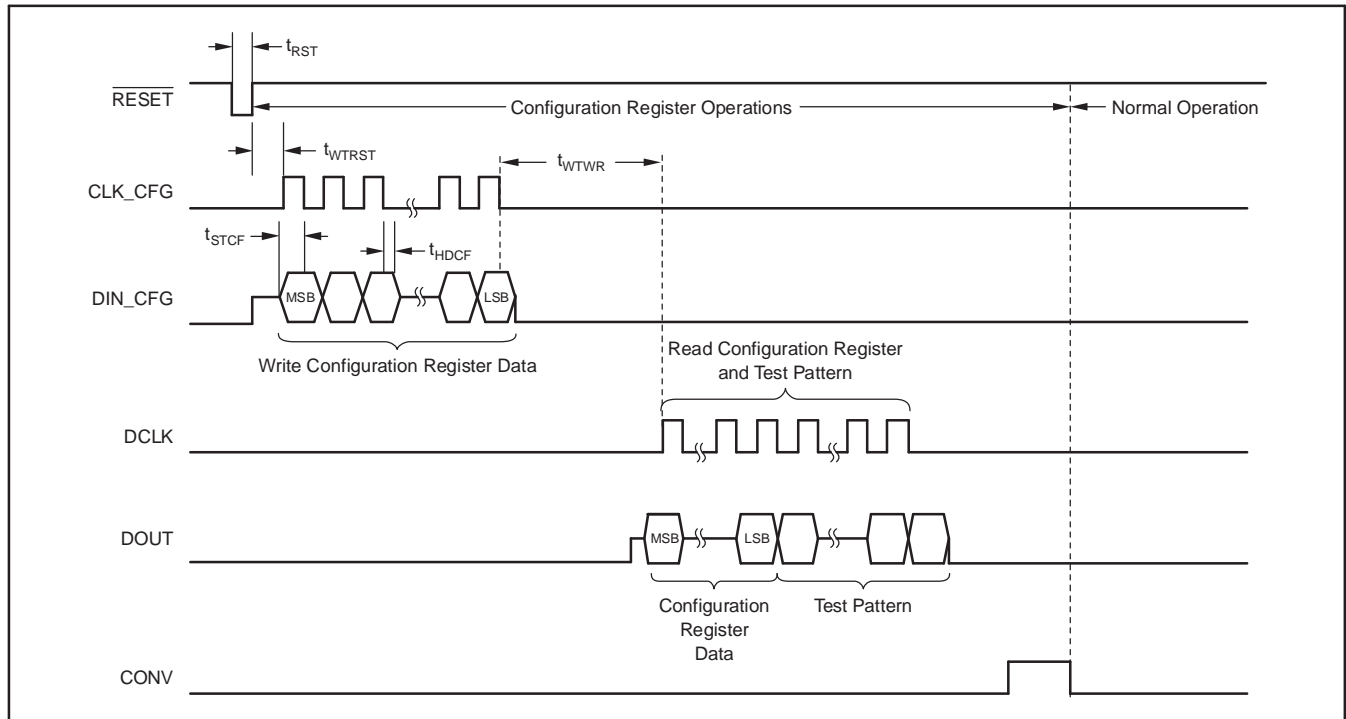 tRST
RESET
Configuration Register Operations
Normal Operation
tWTRST
tWTWR
CLK_CFG
tSTCF
tHDCF
DIN_CFG
MSB
LSB
Write Configuration Register Data
Read Configuration Register
and Test Pattern
DCLK
DOUT
MSB
LSB
Configuration
Register
Data
Test Pattern
CONV